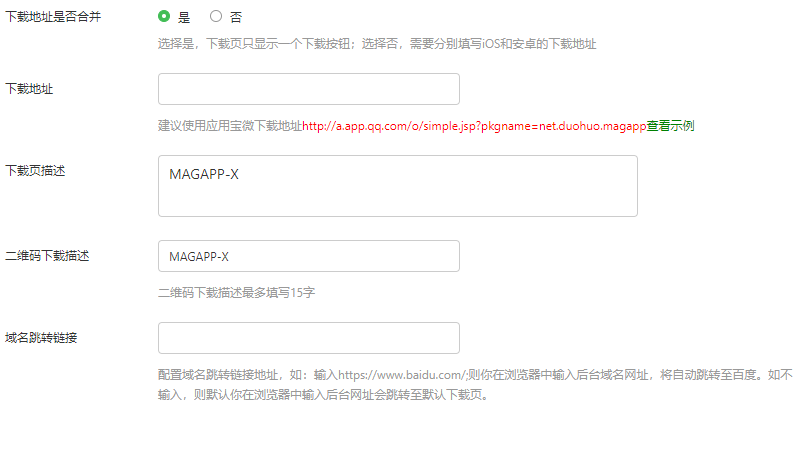 下载地址是否合并 是 否
选择是，下载页只显示一个下载按钮；选择否，需要分别填写iOS和安卓的下载地址
下载地址
建议使用应用宝微下载地址http://a.app.qq.com/o/simple.jsp?pkgname=net.duohuo.magapp查看示例
下载页描述 MAGAPP-X
二维码下载描述 MAGAPP-X
二维码下载描述最多填写15字
域名跳转链接
配置域名跳转链接地址，如：输入https://www.baidu.com/;则你在浏览器中输入后台域名网址，将自动跳转至百度。如不
输入，则默认你在浏览器中输入后台网址会跳转至默认下载页。